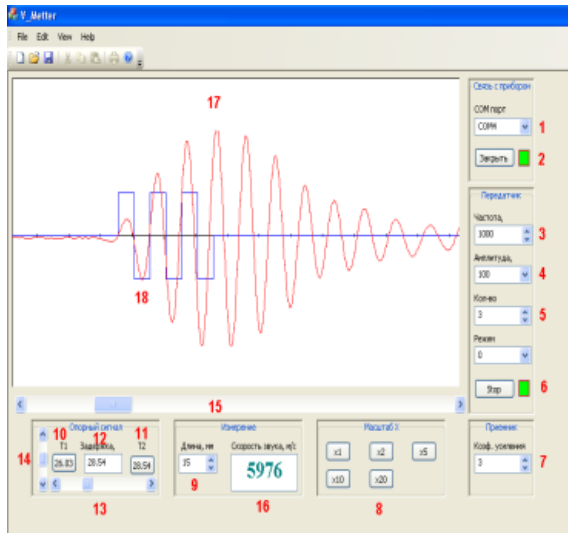 V_Metter
File Edit View Help
17
18
Связь с прибором
COM порт
COM4
1
Закрыть
2
Передатчик
Частота,
1000
3
Амплитуда,
100
4
Кол-во
3
5
Режим
0
Stop
6
15
Опорный сигнал
10 12 11
T1 Задержка, T2
14
26.83 28.54 28.54
13
Измерение
Длина, мм Скорость звука, м/с
15
5976
9
16
Масштаб X
x1 x2 x5
x10 x20
8
Приемник
Коэф. усиления
3
7